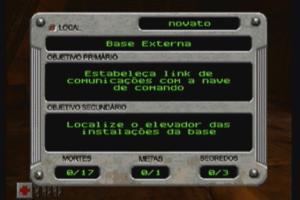 LOCAL
novato
Base Externa
OBJETIVO PRIMÁRIO
Estabeleça link de
comunicações com a nave
de comando
OBJETIVO SECUNDÁRIO
Localize o elevador das
instalações da base
MORTES METAS SEGREDOS
0/17 0/1 0/3